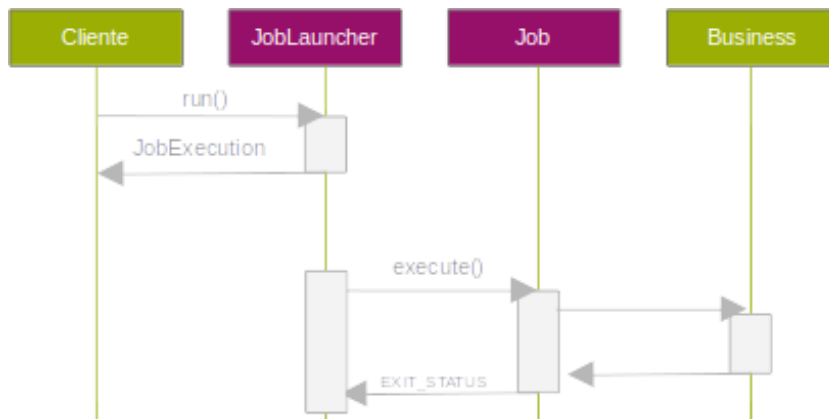 Cliente
JobLauncher
Job
Business
run()
JobExecution
execute()
EXIT_STATUS